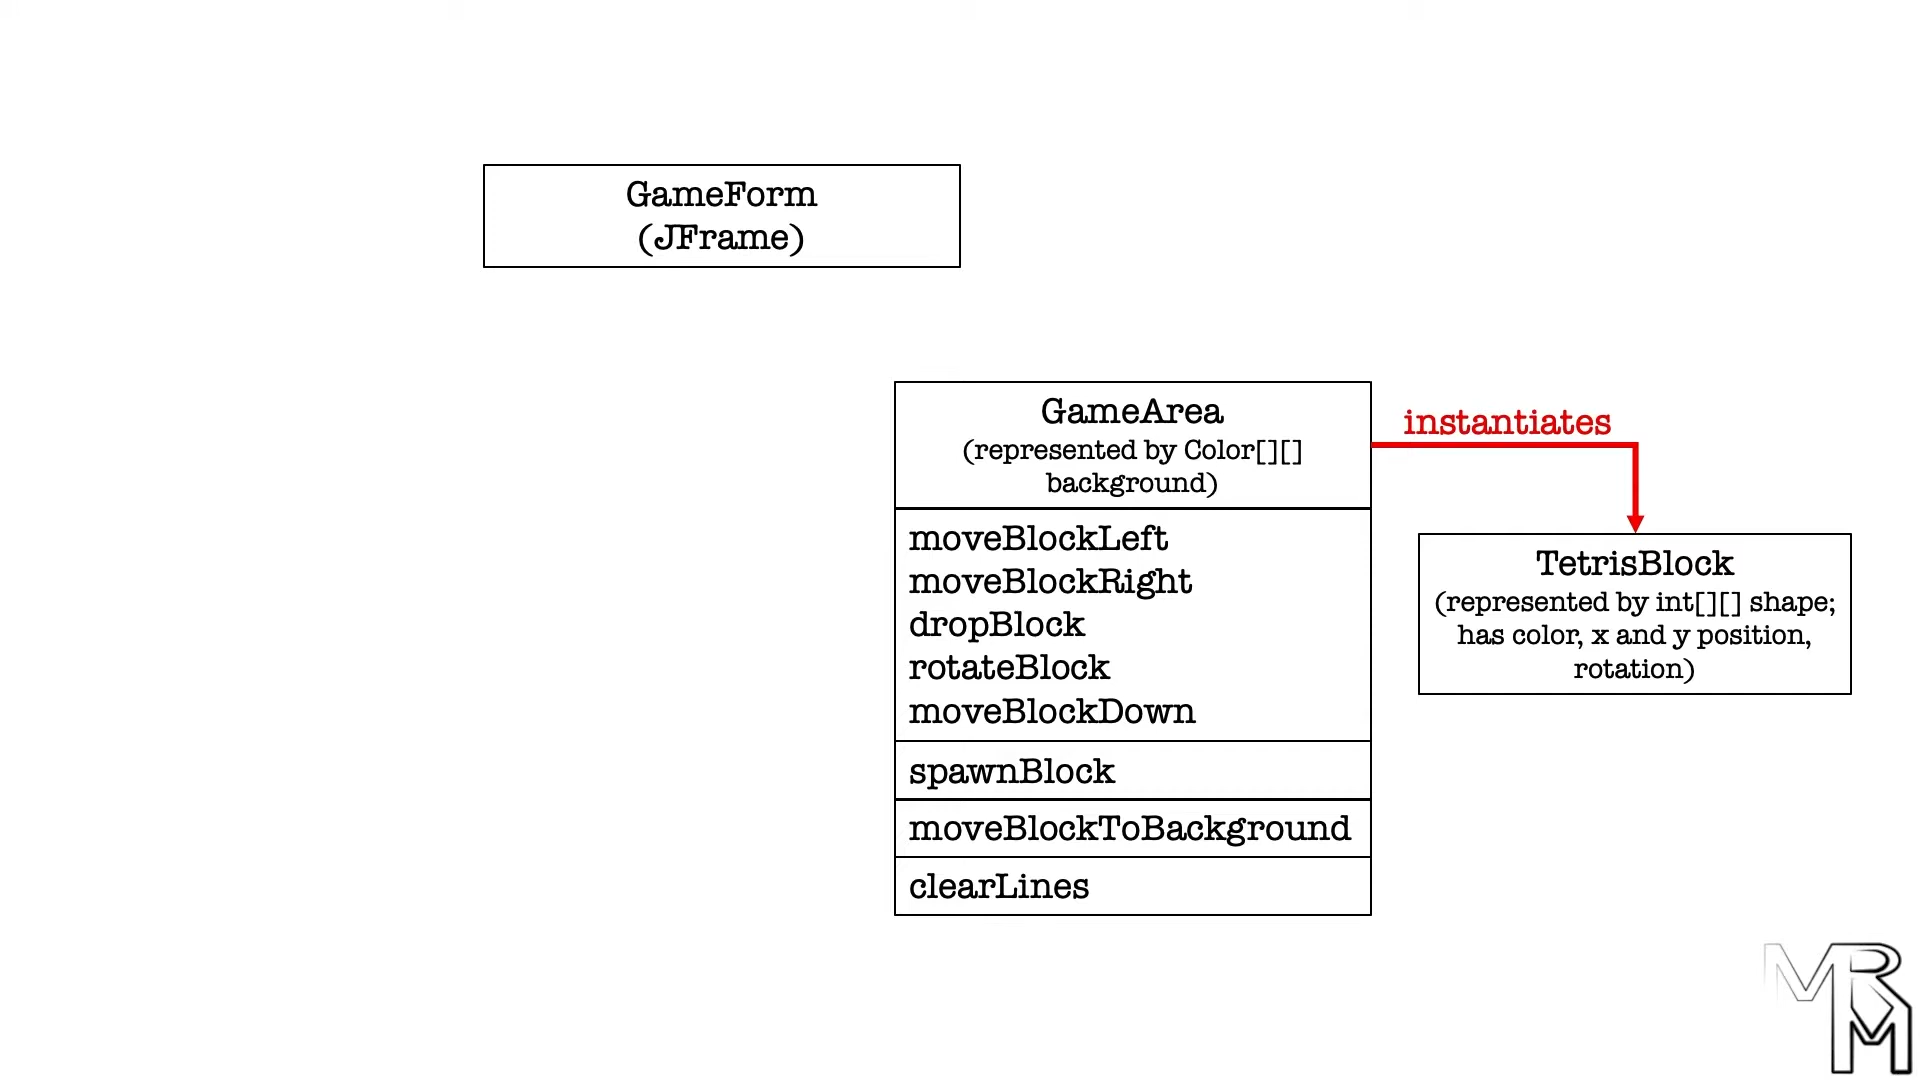 GameForm
(JFrame)
GameArea
(represented by Color[][]
background)
instantiates
moveBlockLeft
moveBlockRight
dropBlock
rotateBlock
moveBlockDown
TetrisBlock
(represented by int[][] shape;
has color, x and y position,
rotation)
spawnBlock
moveBlockToBackground
clearLines
MRM